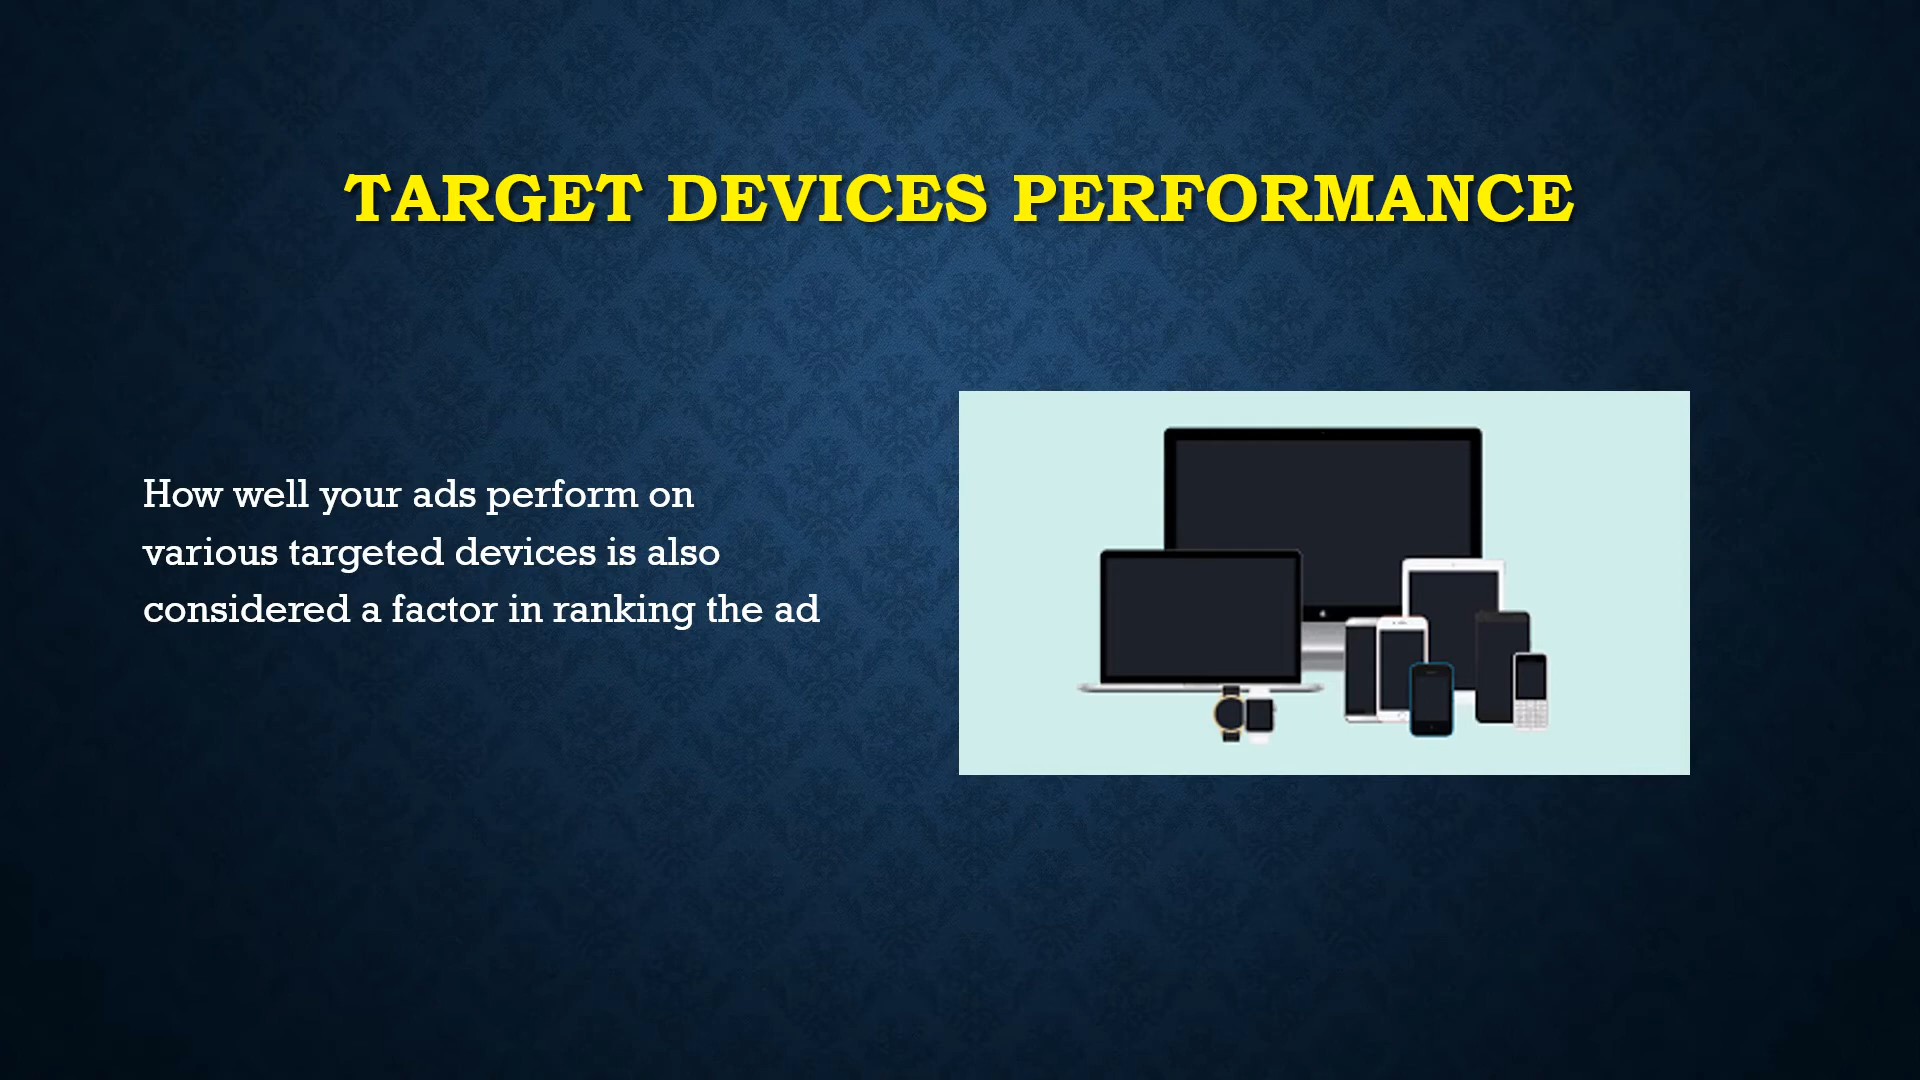 TARGET DEVICES PERFORMANCE
How well your ads perform on
various targeted devices is also
considered a factor in ranking the ad